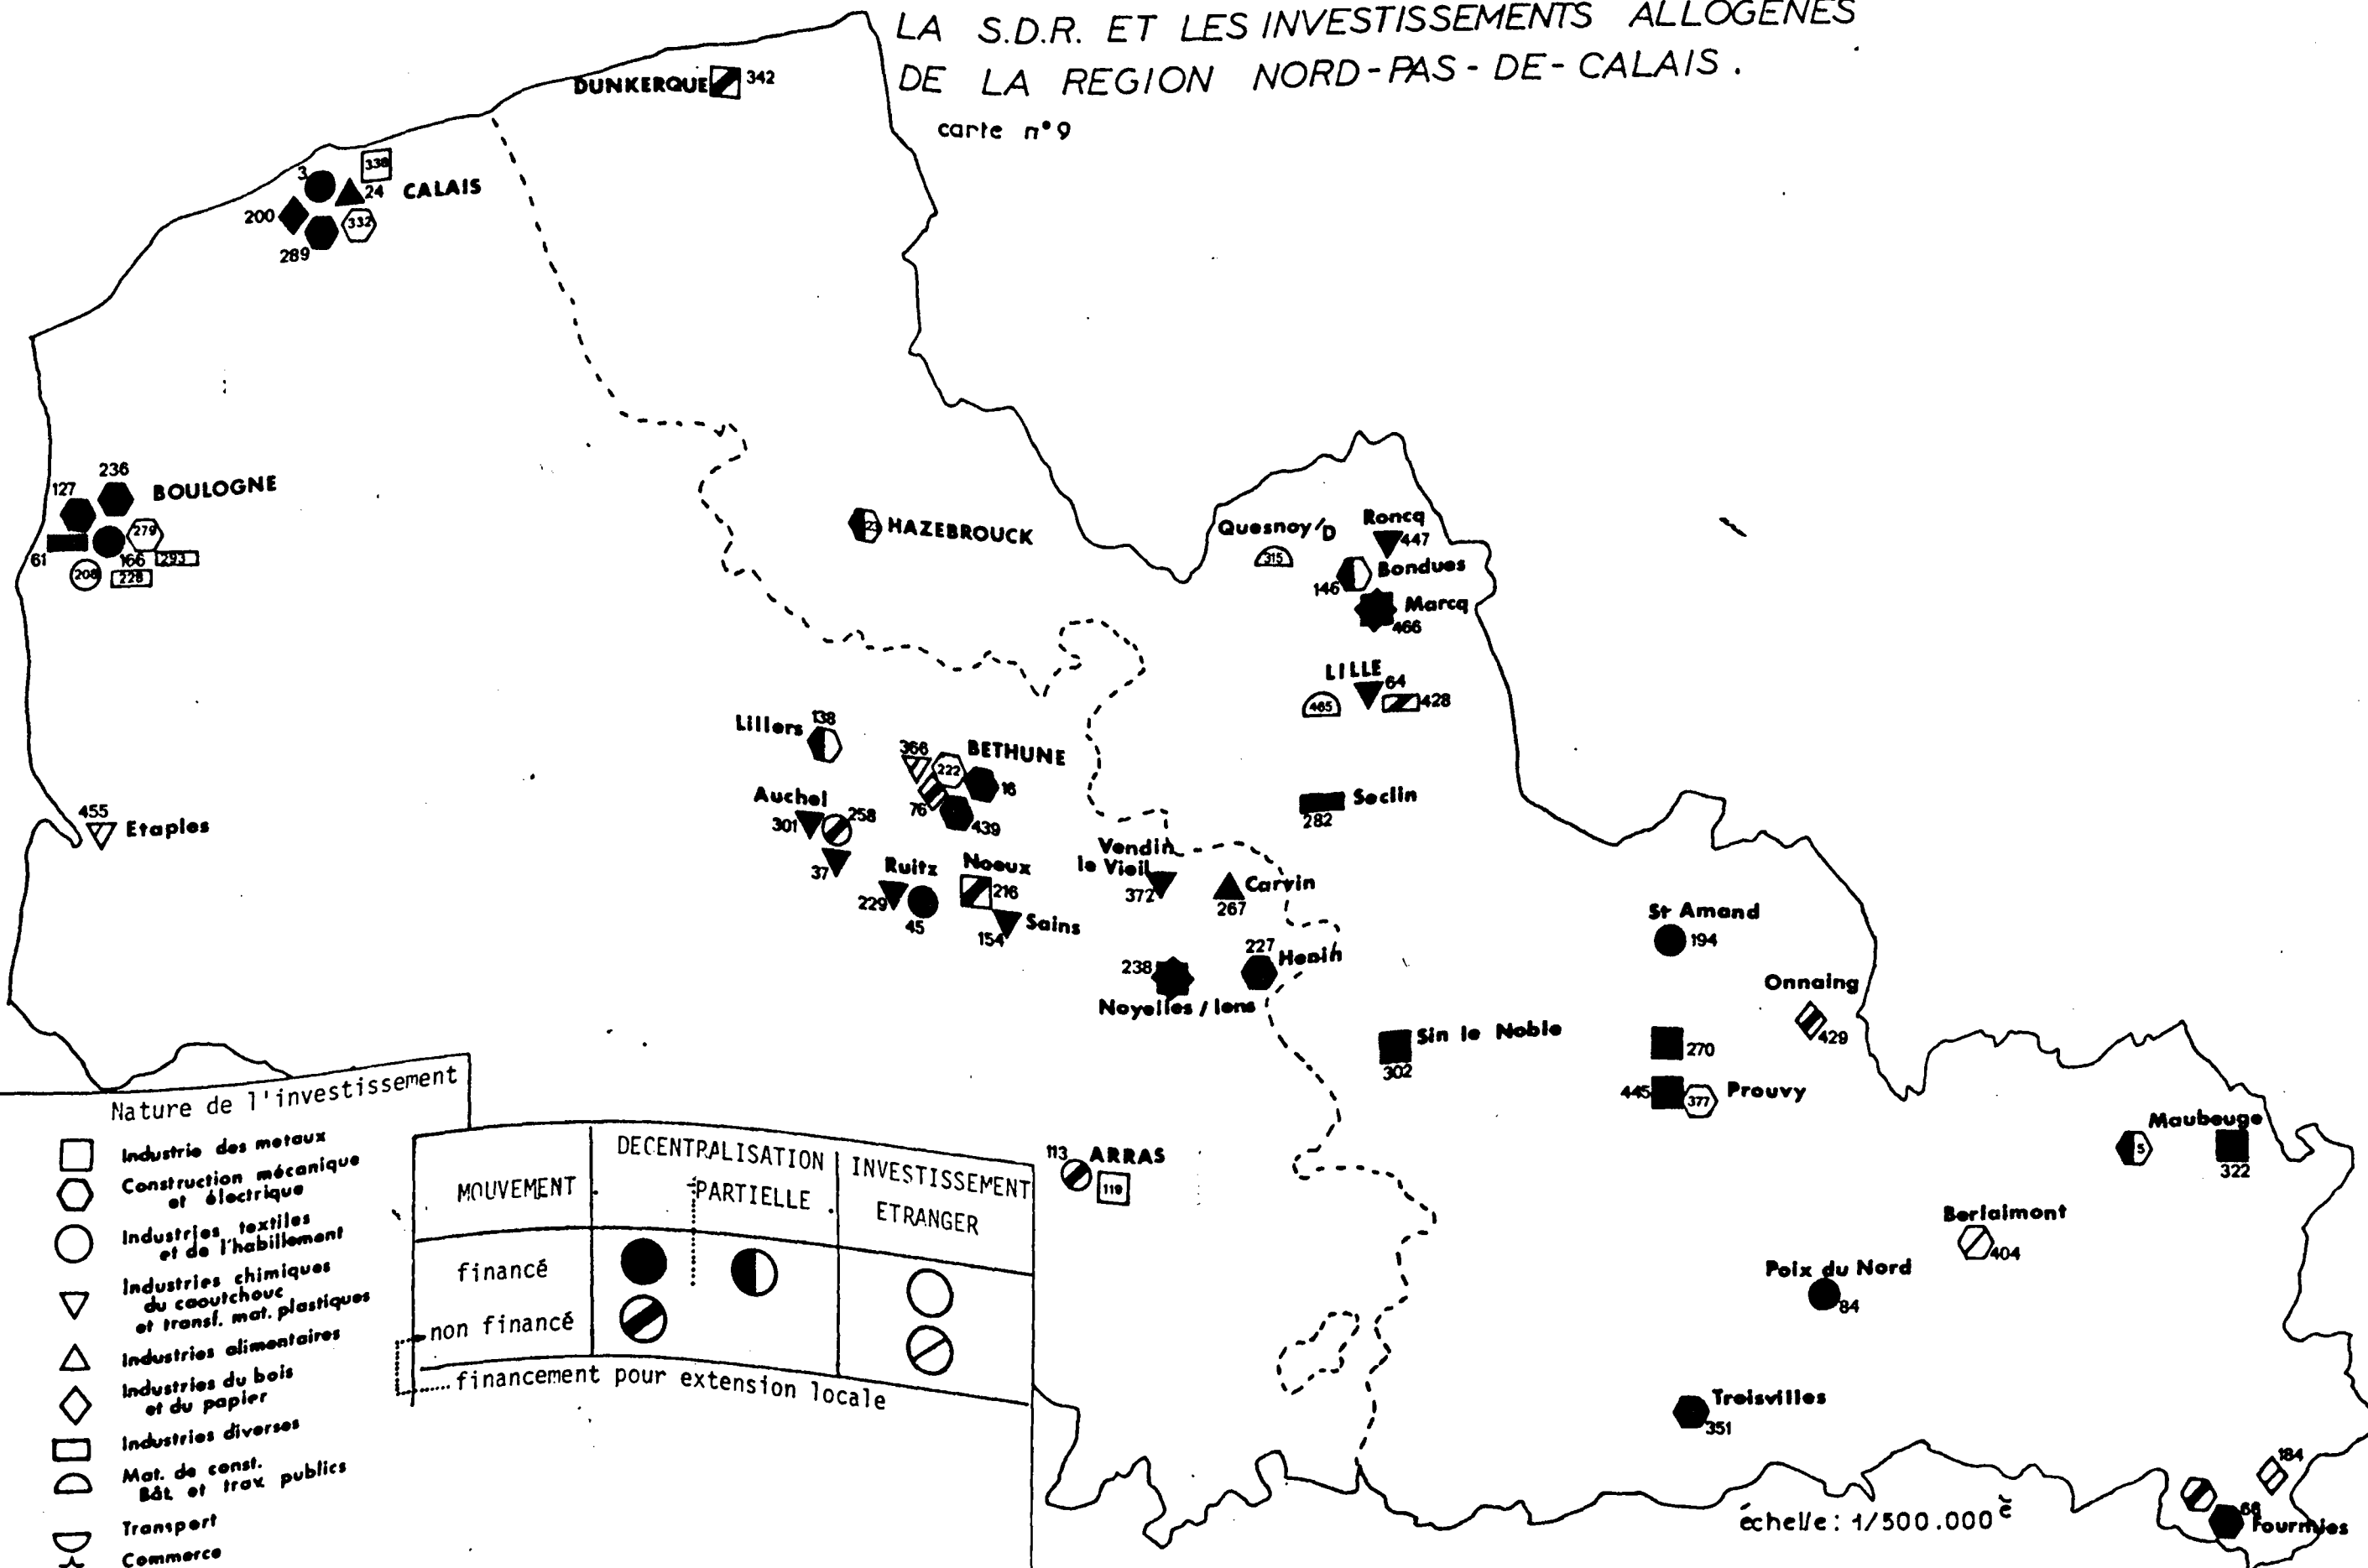 LA S.D.R. ET LES INVESTISSEMENTS ALLOGENES
DE LA REGION NORD-PAS-DE-CALAIS.
carte n°9
DUNKERQUE 342
338
3
24 CALAIS
200
332
289
236
127 BOULOGNE
279
61 166 293
208 228
23 HAZEBROUCK
Quesnoy/D
315
Roncq
447
Bondues
146
Marcq
466
LILLE
64
465 428
Lillers 138
366 BETHUNE
222
16
76
439
Auchel
301 258
37
455
Etaples
Seclin
282
Ruitz
229
45
Noeux
216
154 Sains
Vendin
le Vieil
372
Carvin
267
227
Henin
238
Noyelles / lens
St Amand
194
Onnaing
429
Sin le Noble
302
270
445 377 Prouvy
Maubeuge
5
322
113 ARRAS
119
Berlaimont
404
Poix du Nord
84
Troisvilles
351
184
66
Fourmies
échelle: 1/500.000è
Nature de l'investissement
Industrie des metaux
Construction mécanique
et électrique
Industries textiles
et de l'habillement
Industries chimiques
du caoutchouc
et transf. mat. plastiques
Industries alimentaires
Industries du bois
et du papier
Industries diverses
Mat. de const.
Bât. et trav. publics
Transport
Commerce
MOUVEMENT
DECENTRALISATION
PARTIELLE
INVESTISSEMENT
ETRANGER
financé
non financé
financement pour extension locale